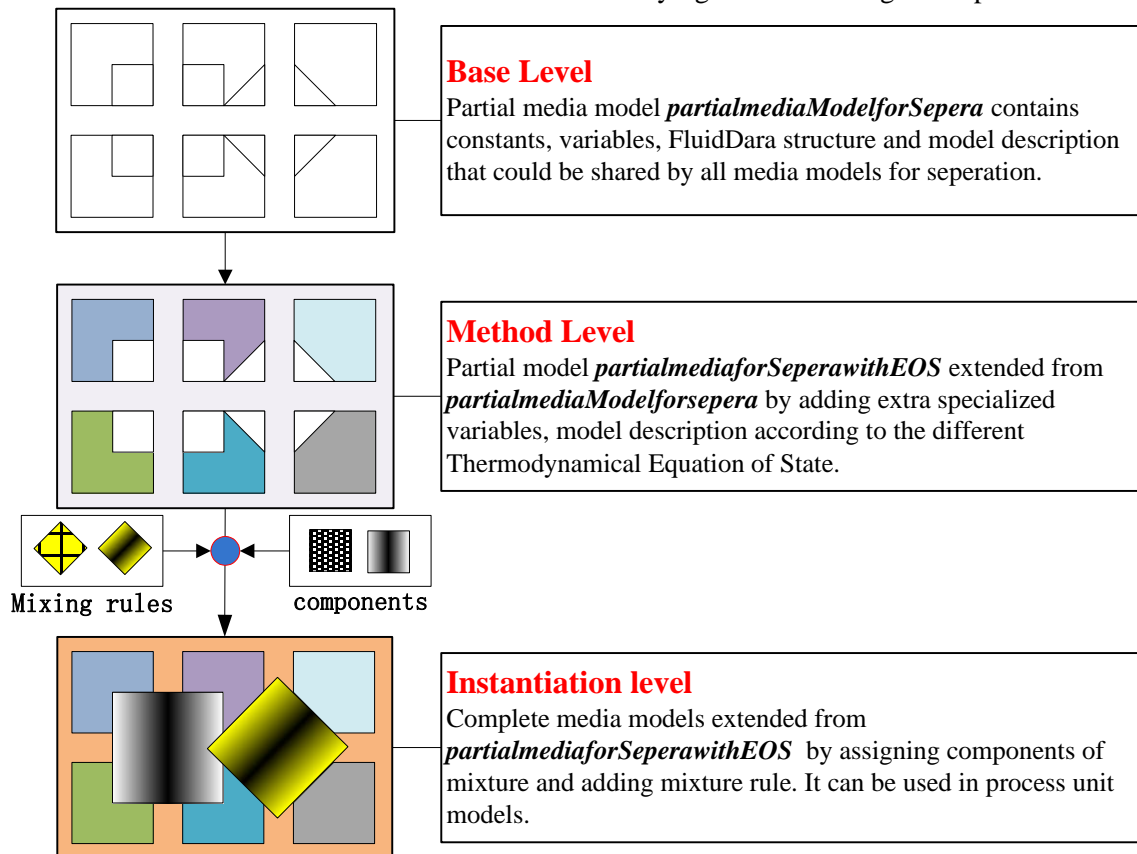 Base Level
Partial media model partialmediaModelforSepera contains
constants, variables, FluidDara structure and model description
that could be shared by all media models for seperation.
Method Level
Partial model partialmediaforSeperawithEOS extended from
partialmediaModelforsepera by adding extra specialized
variables, model description according to the different
Thermodynamical Equation of State.
Mixing rules
components
Instantiation level
Complete media models extended from
partialmediaforSeperawithEOS by assigning components of
mixture and adding mixture rule. It can be used in process unit
models.